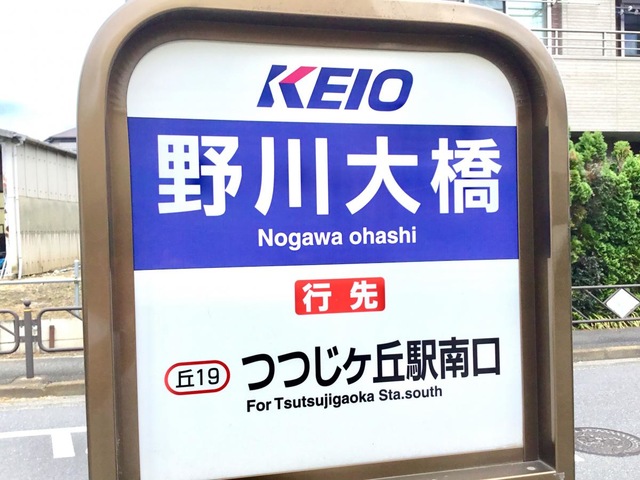 KEIO
野川大橋
Nogawa ohashi
行先
丘19 つつじヶ丘駅南口
For Tsutsujigaoka Sta.south